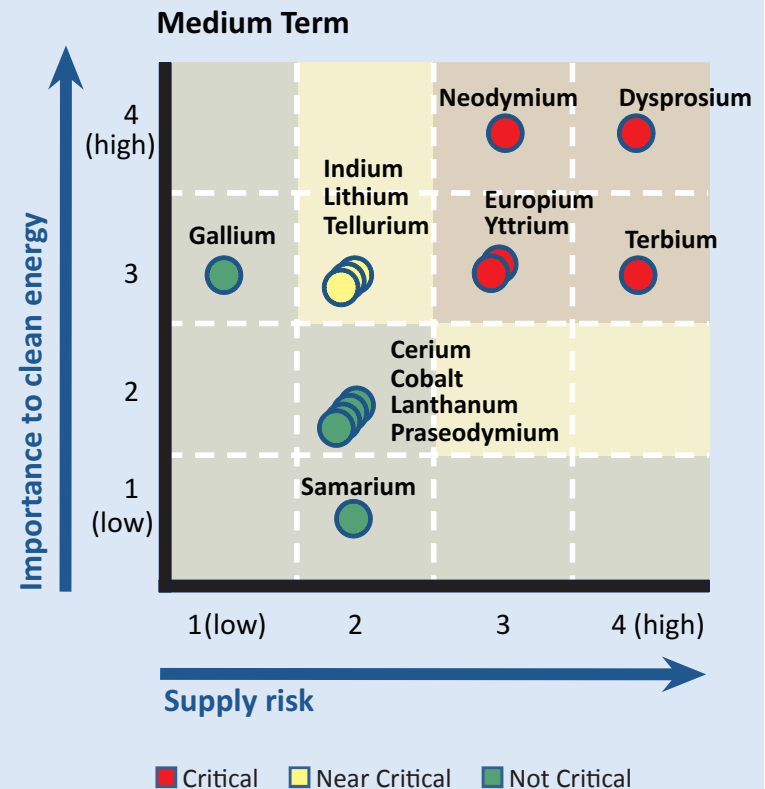 Medium Term
Importance to clean energy
4
(high)
3
2
1
(low)
Neodymium
Dysprosium
Indium
Lithium
Tellurium
Europium
Yttrium
Gallium
Terbium
Cerium
Cobalt
Lanthanum
Praseodymium
Samarium
1(low)
2
3
4 (high)
Supply risk
Critical
Near Critical
Not Critical